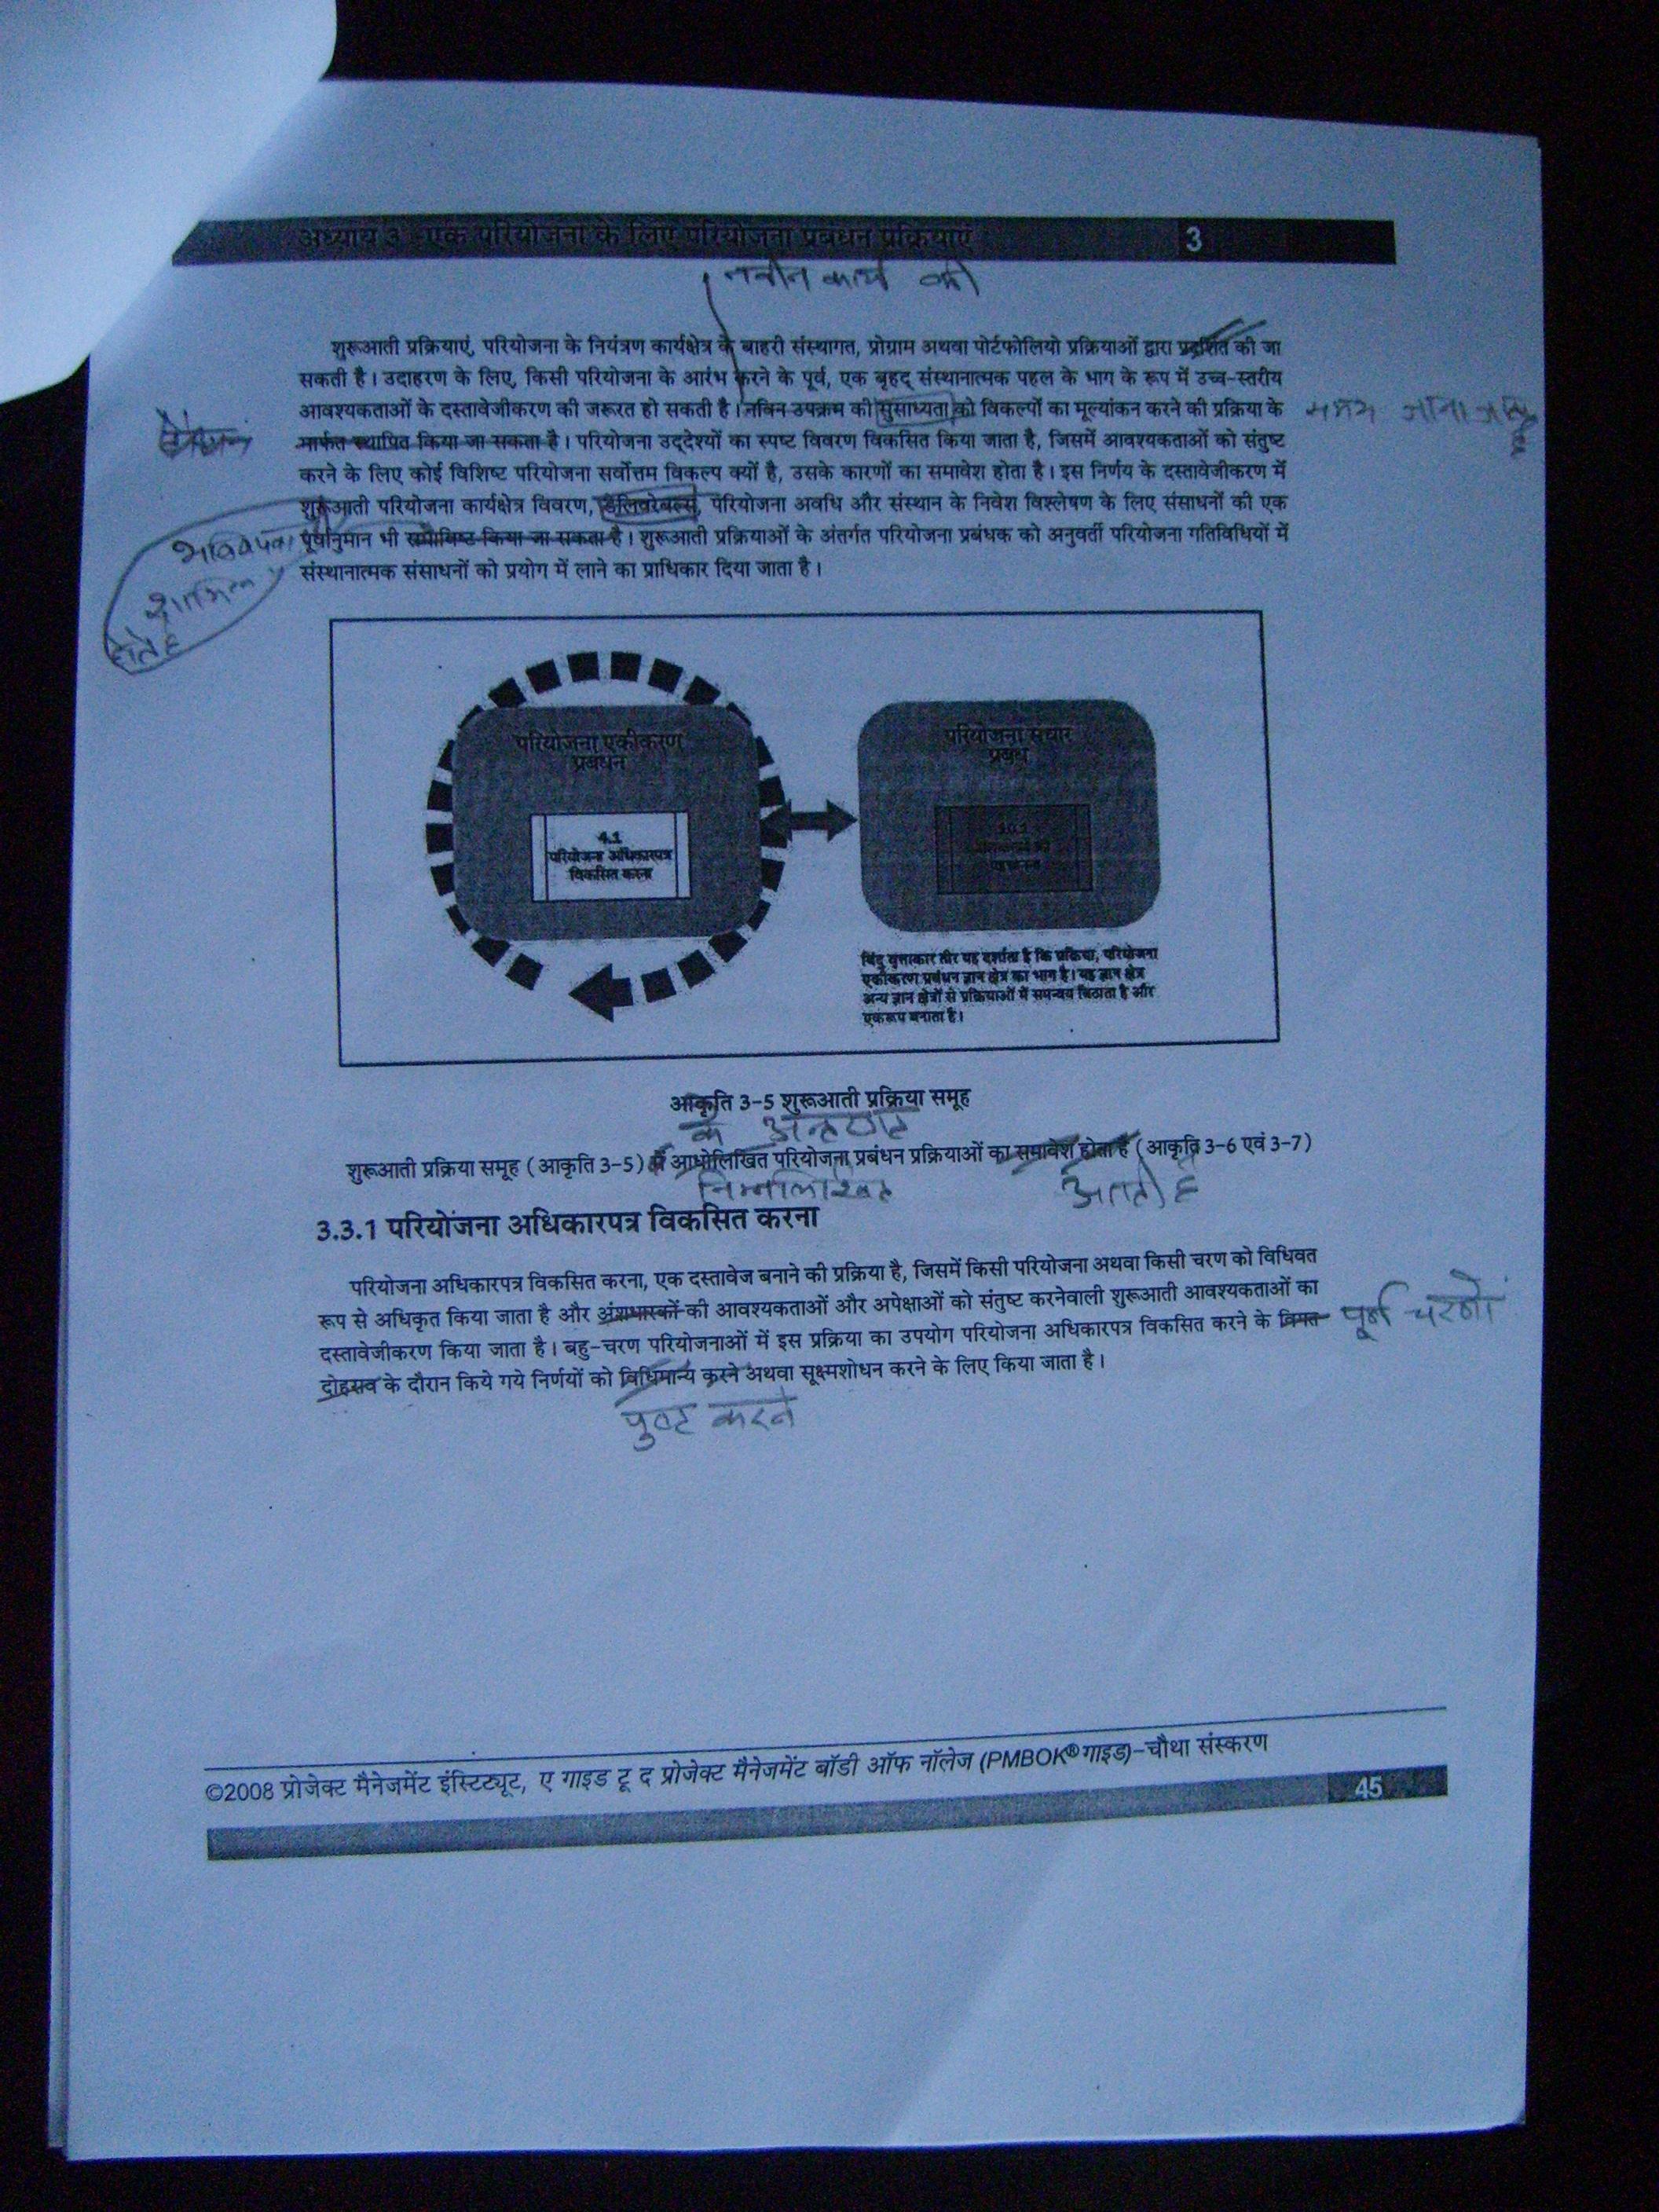 अध्याय 3 - एक परियोजना के लिए परियोजना प्रबंधन प्रक्रियाएं 3
नवीन कार्य की
शुरूआती प्रक्रियाएं, परियोजना के नियंत्रण कार्यक्षेत्र के बाहरी संस्थागत, प्रोग्राम अथवा पोर्टफोलियो प्रक्रियाओं द्वारा प्रदर्शित की जा
सकती है। उदाहरण के लिए, किसी परियोजना के आरंभ करने के पूर्व, एक बृहद् संस्थानात्मक पहल के भाग के रूप में उच्च-स्तरीय
आवश्यकताओं के दस्तावेजीकरण की जरूरत हो सकती है। नविन उपक्रम की सुसाध्यता को विकल्पों का मूल्यांकन करने की प्रक्रिया के
मार्फत स्थापित किया जा सकता है। परियोजना उद्देश्यों का स्पष्ट विवरण विकसित किया जाता है, जिसमें आवश्यकताओं को संतुष्ट
करने के लिए कोई विशिष्ट परियोजना सर्वोत्तम विकल्प क्यों है, उसके कारणों का समावेश होता है। इस निर्णय के दस्तावेजीकरण में
शुरूआती परियोजना कार्यक्षेत्र विवरण, डेलिवरेबल्स, परियोजना अवधि और संस्थान के निवेश विश्लेषण के लिए संसाधनों की एक
पूर्वानुमान भी समाविष्ट किया जा सकता है। शुरूआती प्रक्रियाओं के अंतर्गत परियोजना प्रबंधक को अनुवर्ती परियोजना गतिविधियों में
संस्थानात्मक संसाधनों को प्रयोग में लाने का प्राधिकार दिया जाता है।
शामिल
होते है
परियोजना एकीकरण
प्रबंधन
4.1
परियोजना अधिकारपत्र
विकसित करना
परियोजना संचार
प्रबंध
बिंदु वृत्ताकार तीर यह दर्शाता है कि प्रक्रिया, परियोजना
एकीकरण प्रबंधन ज्ञान क्षेत्र का भाग है। यह ज्ञान क्षेत्र
अन्य ज्ञान क्षेत्रों से प्रक्रियाओं में समन्वय बिठाता है और
एकरूप बनाता है।
आकृति 3-5 शुरूआती प्रक्रिया समूह
के अन्तर्गत
शुरूआती प्रक्रिया समूह (आकृति 3-5) में आधोलिखित परियोजना प्रबंधन प्रक्रियाओं का समावेश होता है (आकृति 3-6 एवं 3-7)
निम्नलिखित आती है
3.3.1 परियोजना अधिकारपत्र विकसित करना
परियोजना अधिकारपत्र विकसित करना, एक दस्तावेज बनाने की प्रक्रिया है, जिसमें किसी परियोजना अथवा किसी चरण को विधिवत
रूप से अधिकृत किया जाता है और अंशधारकों की आवश्यकताओं और अपेक्षाओं को संतुष्ट करनेवाली शुरूआती आवश्यकताओं का
दस्तावेजीकरण किया जाता है। बहु-चरण परियोजनाओं में इस प्रक्रिया का उपयोग परियोजना अधिकारपत्र विकसित करने के विगत पूर्व चरणों
दोहराव के दौरान किये गये निर्णयों को विधिमान्य करने अथवा सूक्ष्मशोधन करने के लिए किया जाता है।
पुष्ट करने
©2008 प्रोजेक्ट मैनेजमेंट इंस्टिट्यूट, ए गाइड टू द प्रोजेक्ट मैनेजमेंट बॉडी ऑफ नॉलेज (PMBOK® गाइड)-चौथा संस्करण
45